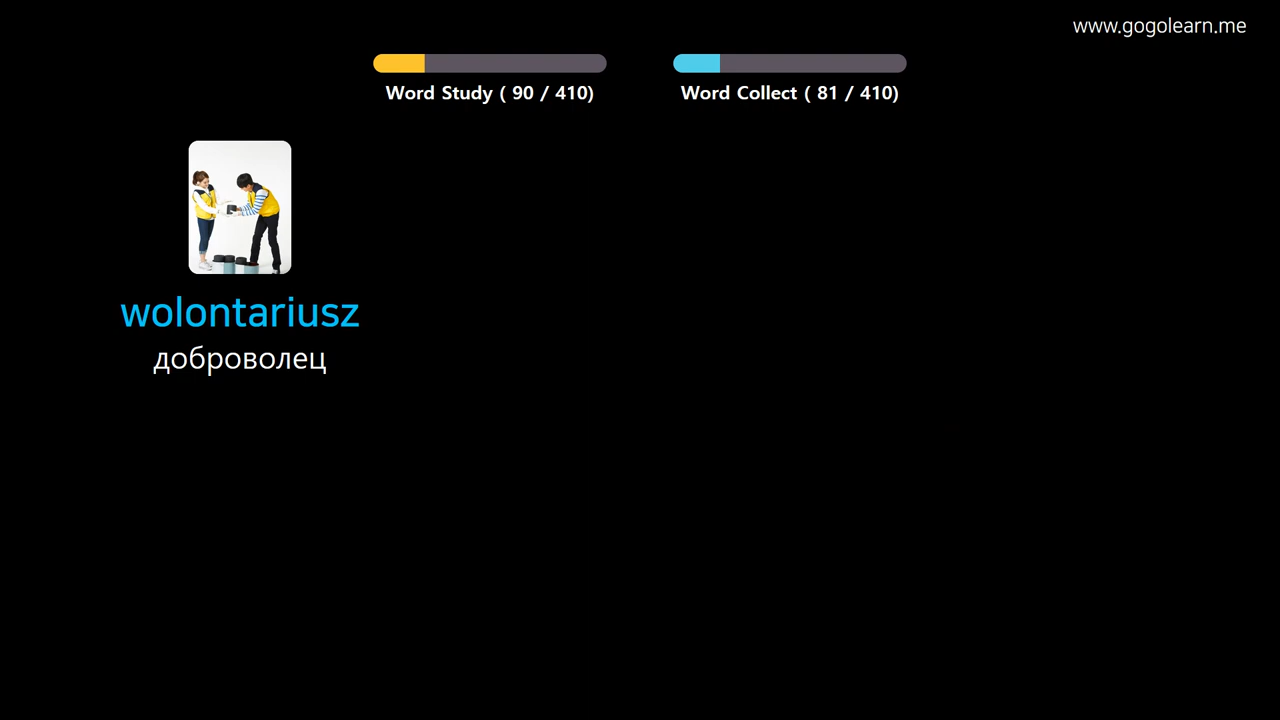 www.gogolearn.me
Word Study ( 90 / 410)
Word Collect ( 81 / 410)
wolontariusz
доброволец